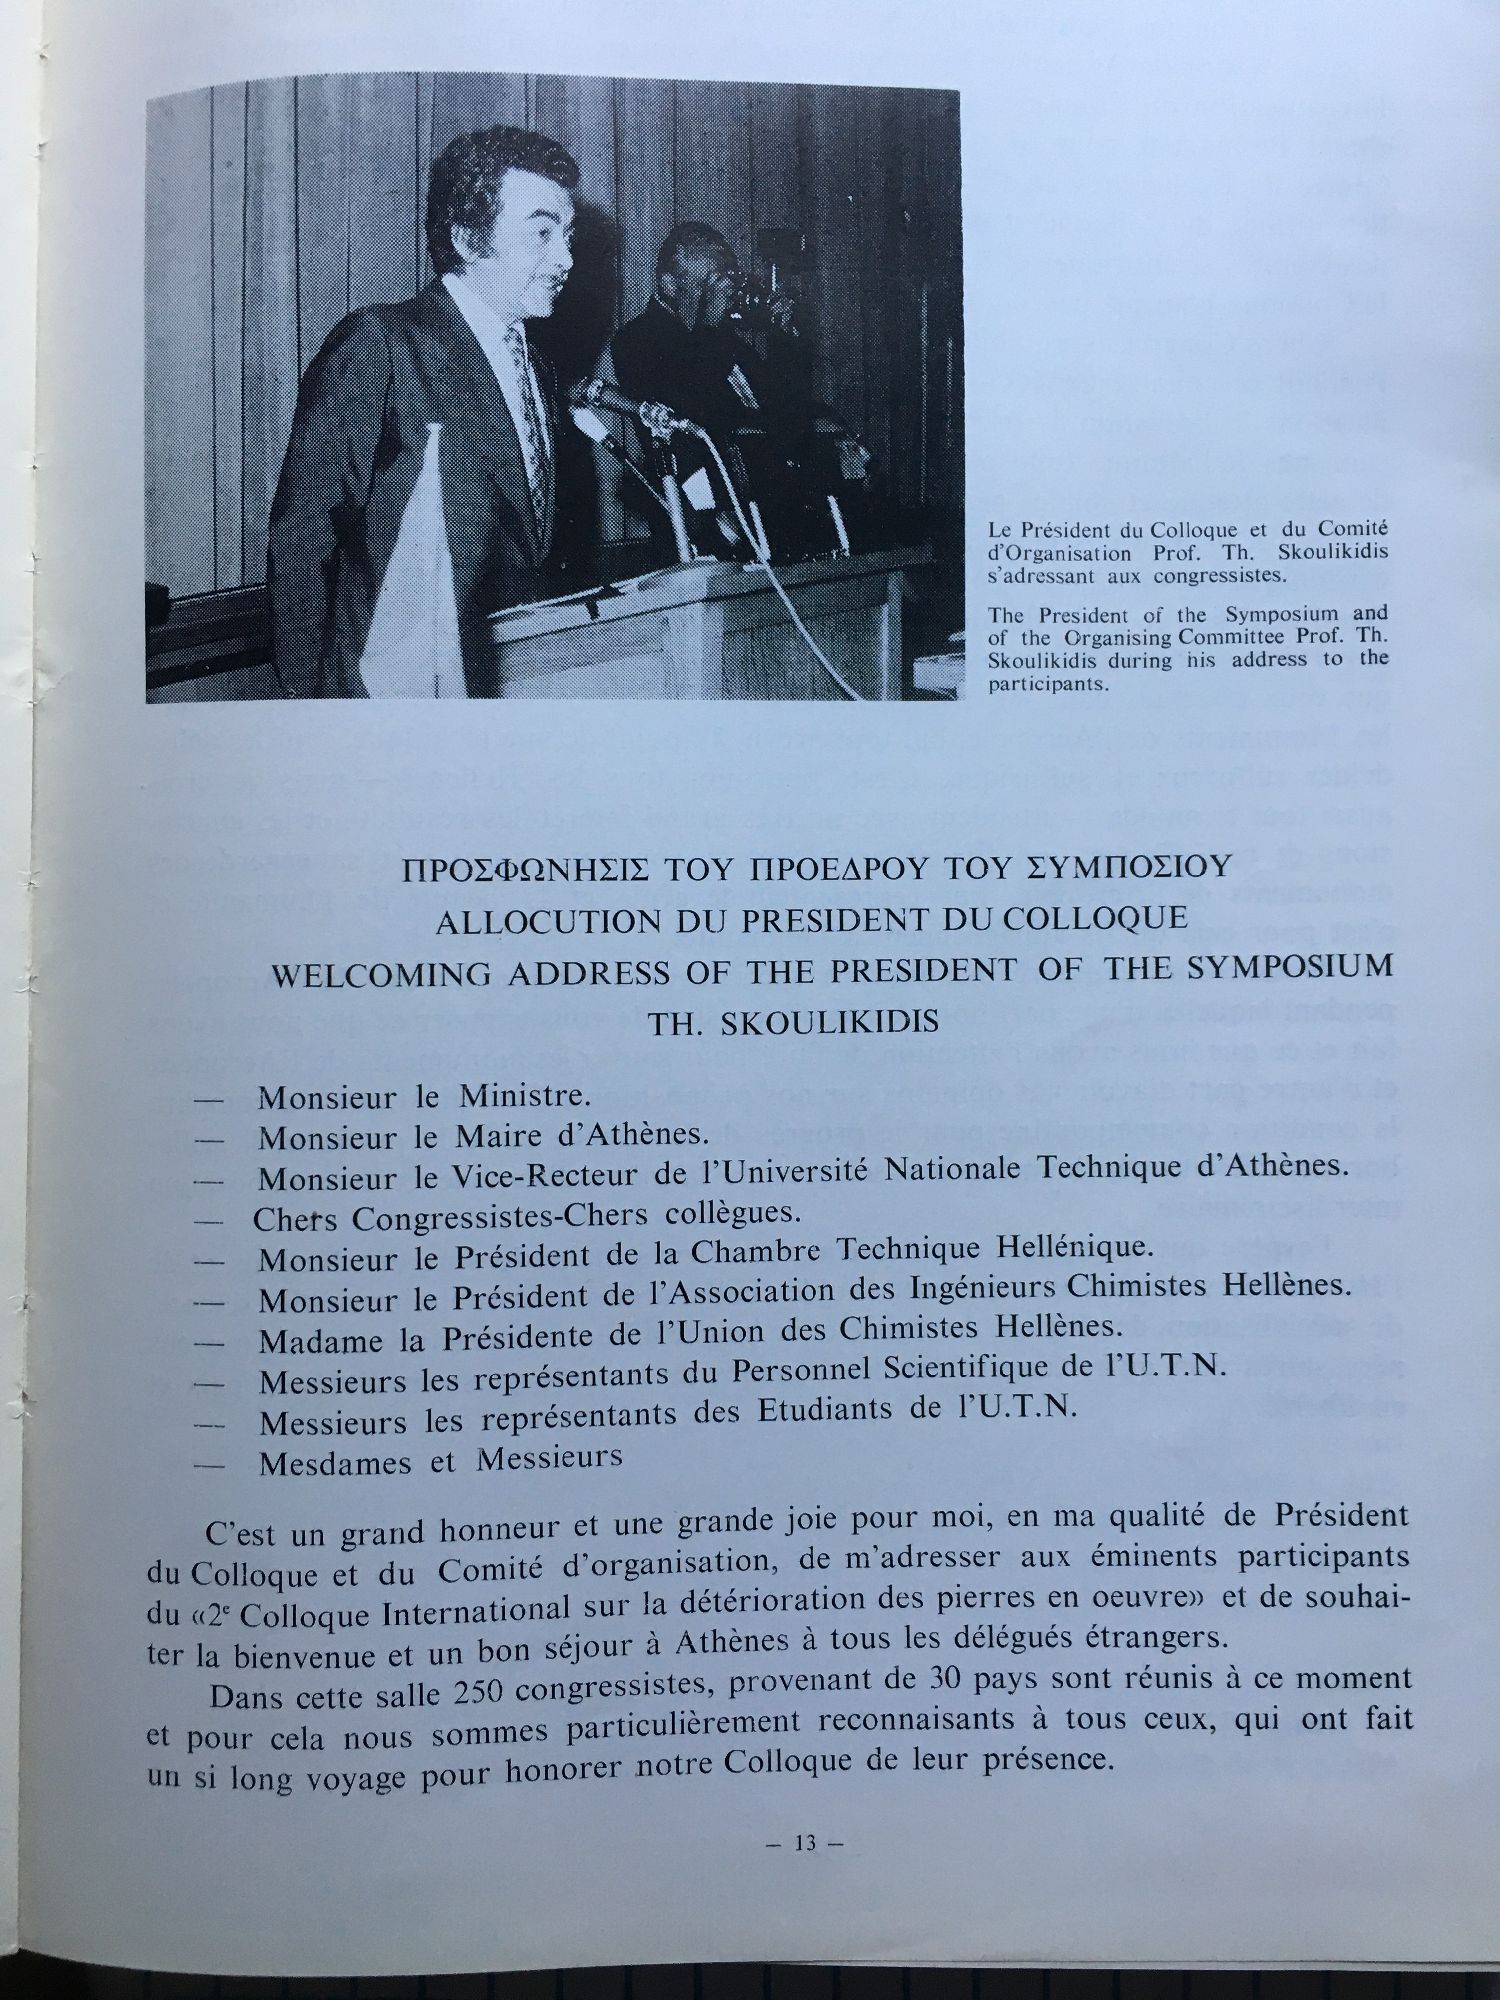 Le Président du Colloque et du Comité
d'Organisation Prof. Th. Skoulikidis
s'adressant aux congressistes.
The President of the Symposium and
of the Organising Committee Prof. Th.
Skoulikidis during his address to the
participants.
ΠΡΟΣΦΩΝΗΣΙΣ ΤΟΥ ΠΡΟΕΔΡΟΥ ΤΟΥ ΣΥΜΠΟΣΙΟΥ
ALLOCUTION DU PRESIDENT DU COLLOQUE
WELCOMING ADDRESS OF THE PRESIDENT OF THE SYMPOSIUM
TH. SKOULIKIDIS
— Monsieur le Ministre.
— Monsieur le Maire d'Athènes.
— Monsieur le Vice-Recteur de l'Université Nationale Technique d'Athènes.
— Chers Congressistes-Chers collègues.
— Monsieur le Président de la Chambre Technique Hellénique.
— Monsieur le Président de l'Association des Ingénieurs Chimistes Hellènes.
— Madame la Présidente de l'Union des Chimistes Hellènes.
— Messieurs les représentants du Personnel Scientifique de l'U.T.N.
— Messieurs les représentants des Etudiants de l'U.T.N.
— Mesdames et Messieurs
C'est un grand honneur et une grande joie pour moi, en ma qualité de Président
du Colloque et du Comité d'organisation, de m'adresser aux éminents participants
du «2e Colloque International sur la détérioration des pierres en oeuvre» et de souhai-
ter la bienvenue et un bon séjour à Athènes à tous les délégués étrangers.
Dans cette salle 250 congressistes, provenant de 30 pays sont réunis à ce moment
et pour cela nous sommes particulièrement reconnaisants à tous ceux, qui ont fait
un si long voyage pour honorer notre Colloque de leur présence.
— 13 —